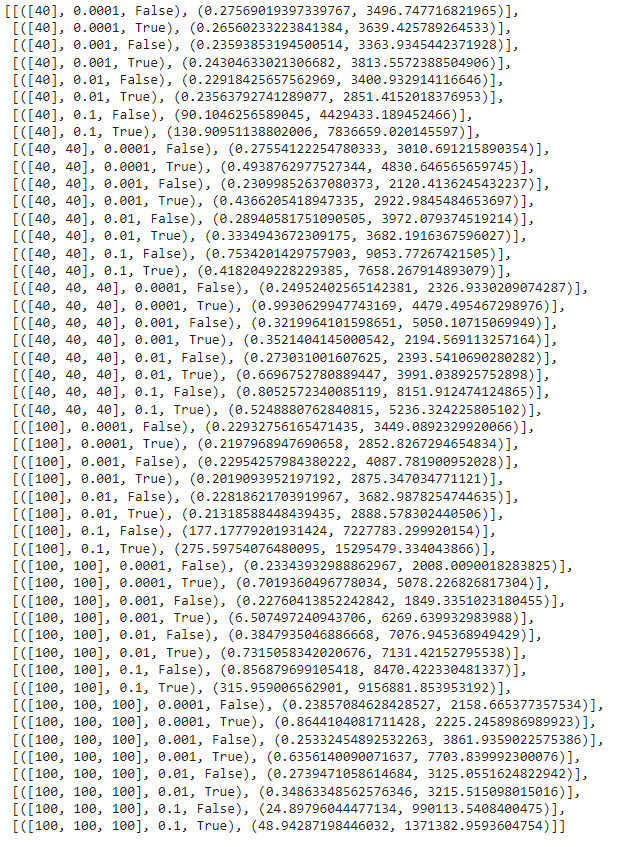 [[([40], 0.0001, False), (0.27569019397339767, 3496.747716821965)],
[([40], 0.0001, True), (0.26560233223841384, 3639.425789264533)],
[([40], 0.001, False), (0.23593853194500514, 3363.9345442371928)],
[([40], 0.001, True), (0.24304633021306682, 3813.5572388504906)],
[([40], 0.01, False), (0.22918425657562969, 3400.932914116646)],
[([40], 0.01, True), (0.23563792741289077, 2851.4152018376953)],
[([40], 0.1, False), (90.1046256589045, 4429433.189452466)],
[([40], 0.1, True), (130.90951138802006, 7836659.020145597)],
[([40, 40], 0.0001, False), (0.27554122254780333, 3010.691215890354)],
[([40, 40], 0.0001, True), (0.4938762977527344, 4830.646565659745)],
[([40, 40], 0.001, False), (0.23099852637080373, 2120.4136245432237)],
[([40, 40], 0.001, True), (0.4366205418947335, 2922.9845484653697)],
[([40, 40], 0.01, False), (0.28940581751090505, 3972.079374519214)],
[([40, 40], 0.01, True), (0.3334943672309175, 3682.1916367596027)],
[([40, 40], 0.1, False), (0.7534201429757903, 9053.77267421505)],
[([40, 40], 0.1, True), (0.4182049228229385, 7658.267914893079)],
[([40, 40, 40], 0.0001, False), (0.24952402565142381, 2326.9330209074287)],
[([40, 40, 40], 0.0001, True), (0.9930629947743169, 4479.495467298976)],
[([40, 40, 40], 0.001, False), (0.3219964101598651, 5050.10715069949)],
[([40, 40, 40], 0.001, True), (0.3521404145000542, 2194.569113257164)],
[([40, 40, 40], 0.01, False), (0.273031001607625, 2393.5410690280282)],
[([40, 40, 40], 0.01, True), (0.6696752780889447, 3991.038925752898)],
[([40, 40, 40], 0.1, False), (0.8052572340085119, 8151.912474124865)],
[([40, 40, 40], 0.1, True), (0.5248880762840815, 5236.324225805102)],
[([100], 0.0001, False), (0.22932756165471435, 3449.0892329920066)],
[([100], 0.0001, True), (0.2197968947690658, 2852.8267294654834)],
[([100], 0.001, False), (0.22954257984380222, 4087.781900952028)],
[([100], 0.001, True), (0.2019093952197192, 2875.347034771121)],
[([100], 0.01, False), (0.22818621703919967, 3682.9878254744635)],
[([100], 0.01, True), (0.21318588448439435, 2888.578302440506)],
[([100], 0.1, False), (177.17779201931424, 7227783.299920154)],
[([100], 0.1, True), (275.59754076480095, 15295479.334043866)],
[([100, 100], 0.0001, False), (0.23343932988862967, 2008.0090018283825)],
[([100, 100], 0.0001, True), (0.7019360496778034, 5078.226826817304)],
[([100, 100], 0.001, False), (0.22760413852242842, 1849.3351023180455)],
[([100, 100], 0.001, True), (6.507497240943706, 6269.639932983988)],
[([100, 100], 0.01, False), (0.3847935046886668, 7076.945368949429)],
[([100, 100], 0.01, True), (0.7315058342020676, 7131.42152795538)],
[([100, 100], 0.1, False), (0.856879699105418, 8470.422330481337)],
[([100, 100], 0.1, True), (315.959006562901, 9156881.853953192)],
[([100, 100, 100], 0.0001, False), (0.23857084628428527, 2158.665377357534)],
[([100, 100, 100], 0.0001, True), (0.8644104081711428, 2225.2458986989923)],
[([100, 100, 100], 0.001, False), (0.25332454892532263, 3861.9359022575386)],
[([100, 100, 100], 0.001, True), (0.6356140090071637, 7703.839992300076)],
[([100, 100, 100], 0.01, False), (0.2739471058614684, 3125.0551624822942)],
[([100, 100, 100], 0.01, True), (0.34863348562576346, 3215.515098015016)],
[([100, 100, 100], 0.1, False), (24.89796044477134, 990113.5408400475)],
[([100, 100, 100], 0.1, True), (48.94287198446032, 1371382.9593604754)]]